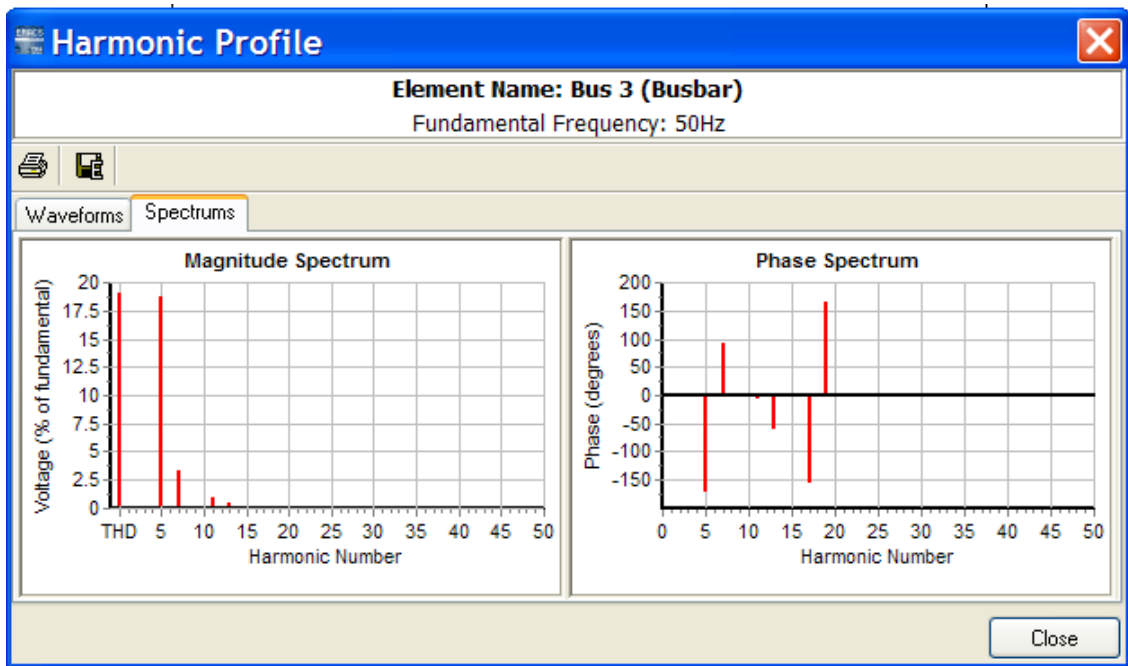 Harmonic Profile
Element Name: Bus 3 (Busbar)
Fundamental Frequency: 50Hz
Waveforms Spectrums
Magnitude Spectrum
Voltage (% of fundamental)
20
17.5
15
12.5
10
7.5
5
2.5
0
THD 5 10 15 20 25 30 35 40 45 50
Harmonic Number
Phase Spectrum
Phase (degrees)
200
150
100
50
0
-50
-100
-150
0 5 10 15 20 25 30 35 40 45 50
Harmonic Number
Close